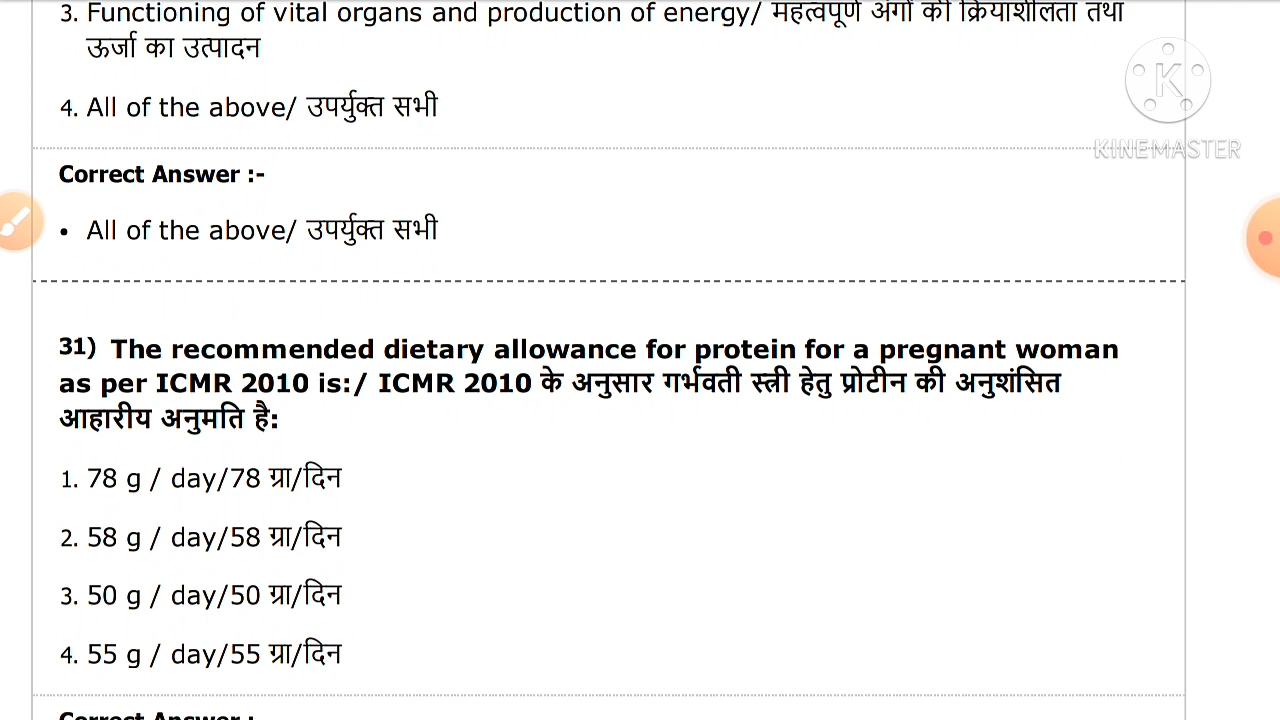 3. Functioning of vital organs and production of energy/ महत्वपूर्ण अंगों की क्रियाशीलता तथा
ऊर्जा का उत्पादन
4. All of the above/ उपर्युक्त सभी
K
KINEMASTER
Correct Answer :-
• All of the above/ उपर्युक्त सभी
31) The recommended dietary allowance for protein for a pregnant woman
as per ICMR 2010 is:/ ICMR 2010 के अनुसार गर्भवती स्त्री हेतु प्रोटीन की अनुशंसित
आहारीय अनुमति है:
1. 78 g / day/78 ग्रा/दिन
2. 58 g / day/58 ग्रा/दिन
3. 50 g / day/50 ग्रा/दिन
4. 55 g / day/55 ग्रा/दिन
Correct Answer :-